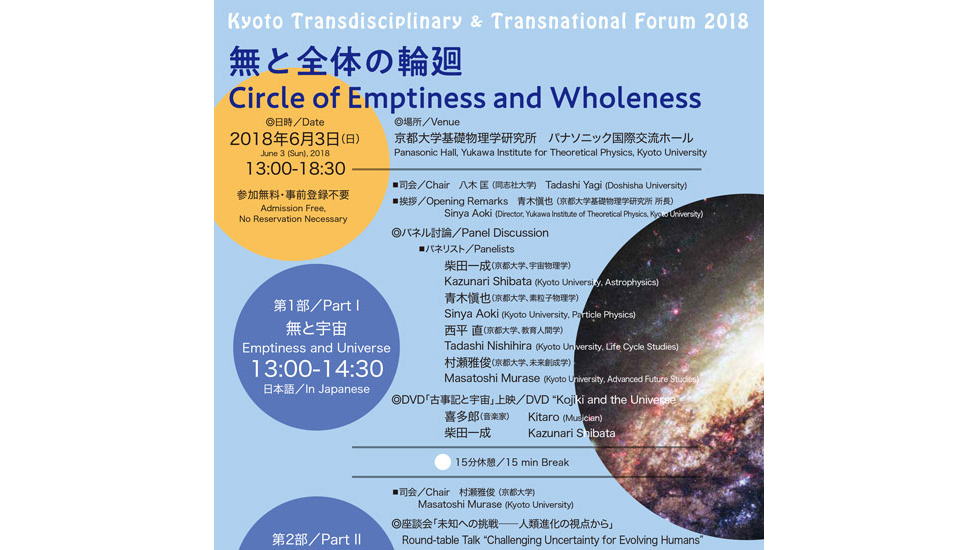 Kyoto Transdisciplinary & Transnational Forum 2018
無と全体の輪廻
Circle of Emptiness and Wholeness
◎日時／Date
2018年6月3日（日）
June 3 (Sun), 2018
13:00-18:30
参加無料・事前登録不要
Admission Free,
No Reservation Necessary
◎場所／Venue
京都大学基礎物理学研究所　パナソニック国際交流ホール
Panasonic Hall, Yukawa Institute for Theoretical Physics, Kyoto University
■司会／Chair　八木 匡（同志社大学）　Tadashi Yagi (Doshisha University)
■挨拶／Opening Remarks　青木愼也（京都大学基礎物理学研究所 所長）
Sinya Aoki (Director, Yukawa Institute of Theoretical Physics, Kyoto University)
第1部／Part I
無と宇宙
Emptiness and Universe
13:00-14:30
日本語／In Japanese
◎パネル討論／Panel Discussion
■パネリスト／Panelists
柴田一成（京都大学、宇宙物理学）
Kazunari Shibata (Kyoto University, Astrophysics)
青木愼也（京都大学、素粒子物理学）
Sinya Aoki (Kyoto University, Particle Physics)
西平 直（京都大学、教育人間学）
Tadashi Nishihira (Kyoto University, Life Cycle Studies)
村瀬雅俊（京都大学、未来創成学）
Masatoshi Murase (Kyoto University, Advanced Future Studies)
◎DVD「古事記と宇宙」上映／DVD “Kojiki and the Universe”
喜多郎（音楽家）　Kitaro (Musician)
柴田一成　Kazunari Shibata
15分休憩／15 min Break
第2部／Part II
■司会／Chair　村瀬雅俊（京都大学）
Masatoshi Murase (Kyoto University)
◎座談会「未知への挑戦──人類進化の視点から」
Round-table Talk “Challenging Uncertainty for Evolving Humans”